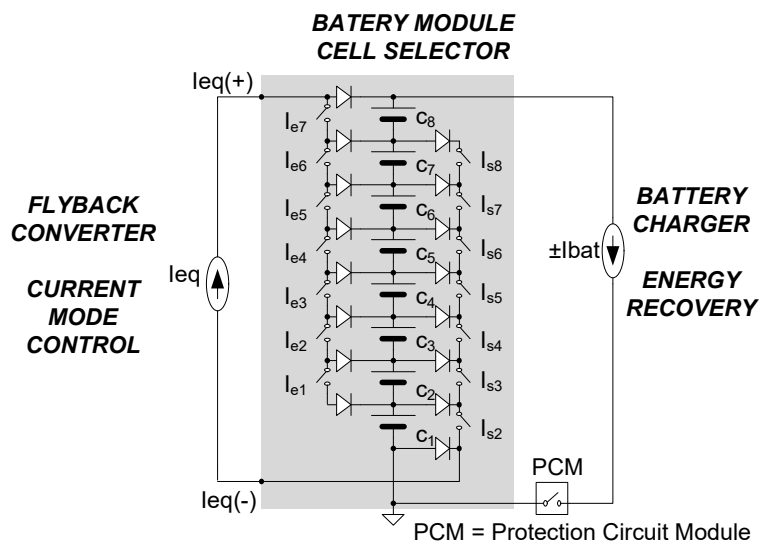 BATERY MODULE
CELL SELECTOR
Ieq(+)
C8
Ie7
Ie6
C7
Is8
Ie5
C6
Is7
Ie4
C5
Is6
Ie3
C4
Is5
Ie2
C3
Is4
Ie1
C2
Is3
C1
Is2
FLYBACK
CONVERTER
Ieq
CURRENT
MODE
CONTROL
BATTERY
CHARGER
±Ibat
ENERGY
RECOVERY
PCM
Ieq(-)
PCM = Protection Circuit Module